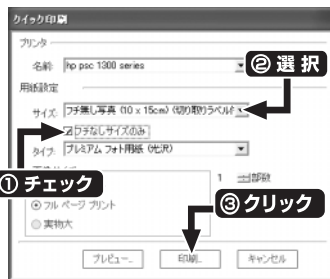 クイック印刷
プリンタ
名前: hp psc 1300 series
② 選択
用紙設定
サイズ: フチ無し写真 (10 x 15cm) (切り取りラベル
フチなしサイズのみ
タイプ: プレミアム フォト用紙 (光沢)
① チェック
1 部数
フル ページ プリント
③ クリック
実物大
プレビュー... 印刷... キャンセル